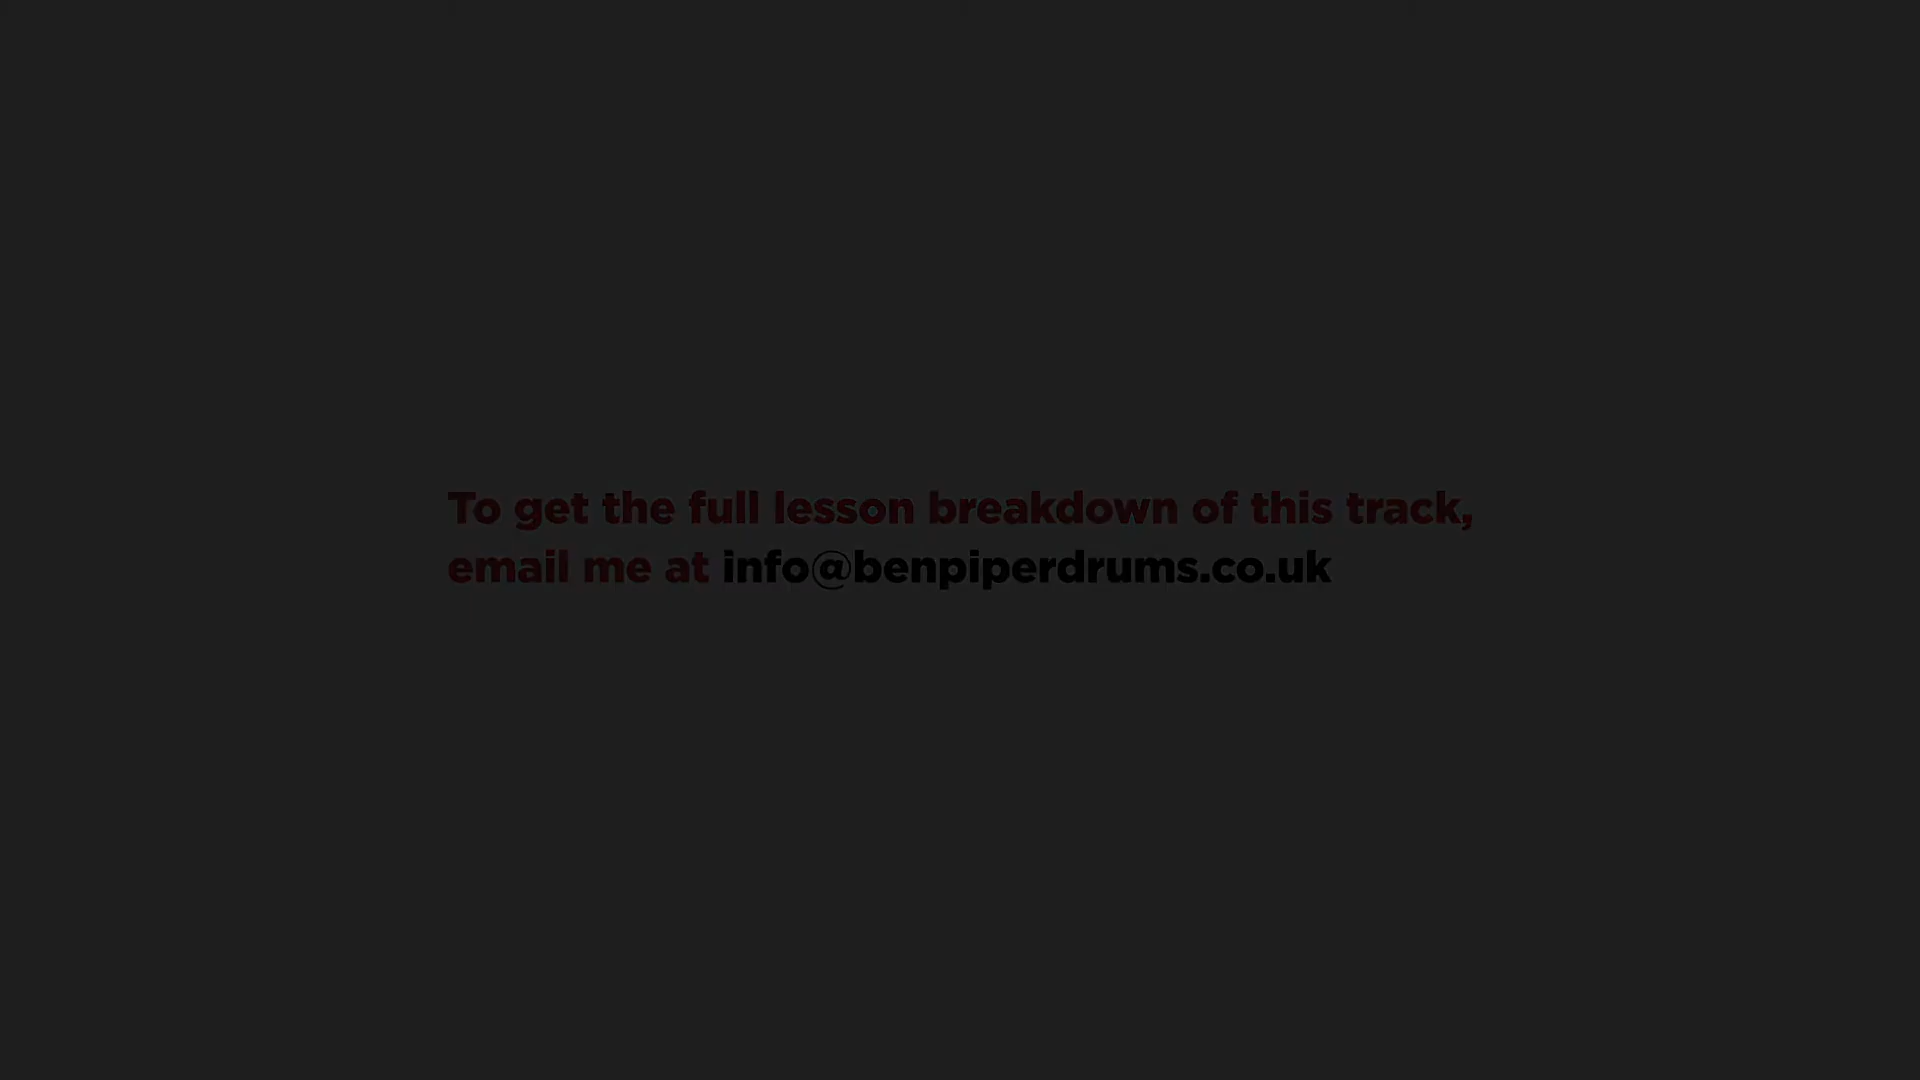 To get the full lesson breakdown of this track,
email me at info@benpiperdrums.co.uk